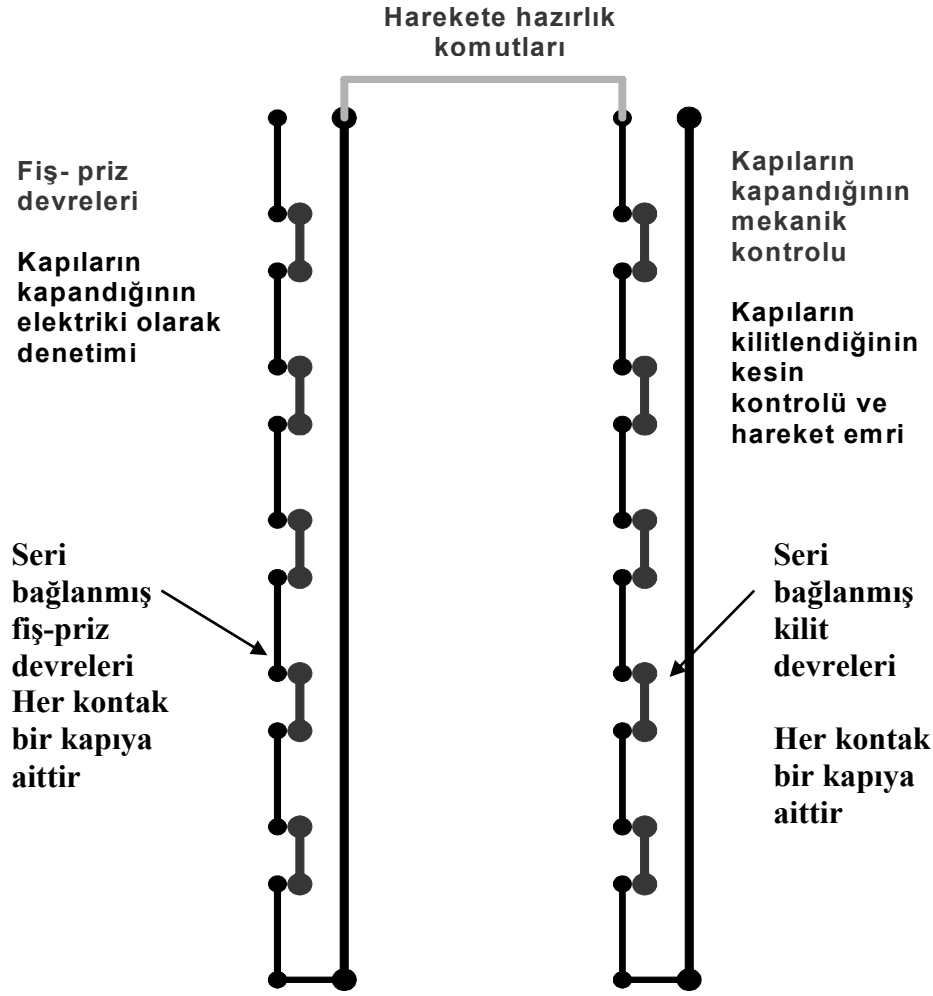 Harekete hazırlık
komutları
Fiş- priz
devreleri
Kapıların
kapandığının
elektriki olarak
denetimi
Seri
bağlanmış
fiş-priz
devreleri
Her kontak
bir kapıya
aittir
Kapıların
kapandığının
mekanik
kontrolu
Kapıların
kilitlendiğinin
kesin
kontrolü ve
hareket emri
Seri
bağlanmış
kilit
devreleri
Her kontak
bir kapıya
aittir